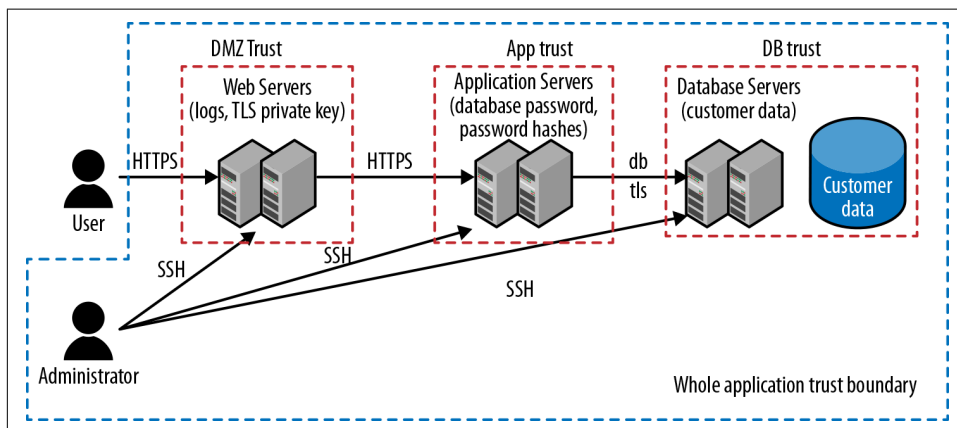 DMZ Trust
App trust
DB trust
Web Servers
(logs, TLS private key)
Application Servers
(database password,
password hashes)
Database Servers
(customer data)
HTTPS
HTTPS
db
tls
Customer
data
User
SSH
SSH
SSH
Administrator
Whole application trust boundary